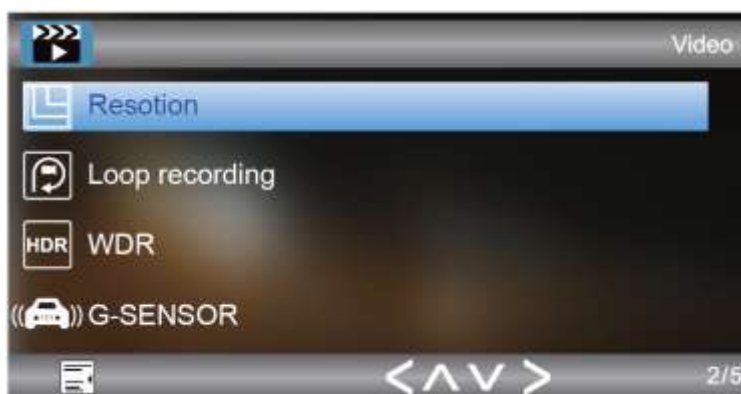 Video
Resotion
Loop recording
HDR WDR
G-SENSOR
2/5